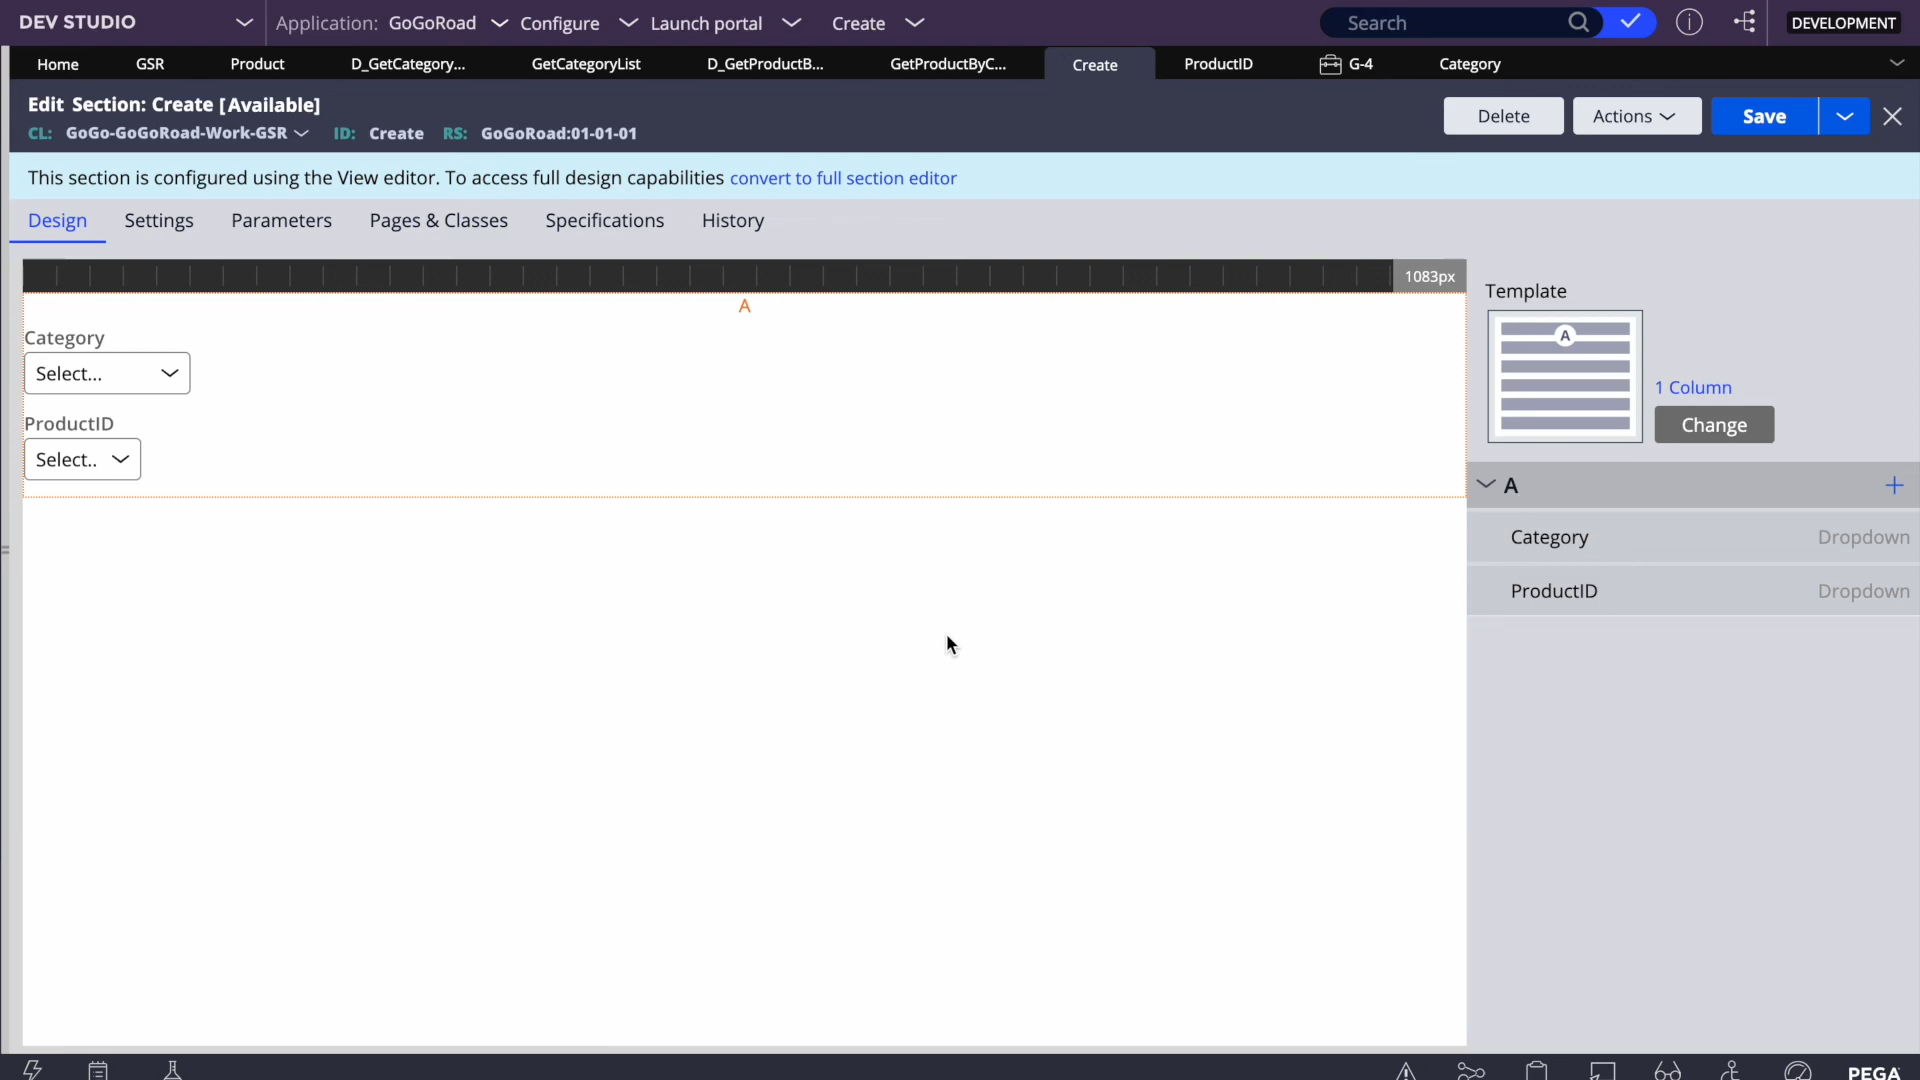 DEV STUDIO
Application: GoGoRoad
Configure
Launch portal
Create
Search
DEVELOPMENT
Home
GSR
Product
D_GetCategory...
GetCategoryList
D_GetProductB...
GetProductByC...
Create
ProductID
G-4
Category
Edit Section: Create [Available]
CL: GoGo-GoGoRoad-Work-GSR ID: Create RS: GoGoRoad:01-01-01
Delete
Actions
Save
This section is configured using the View editor. To access full design capabilities convert to full section editor
Design
Settings
Parameters
Pages & Classes
Specifications
History
1083px
A
Category
Select...
ProductID
Select..
Template
A
1 Column
Change
A
Category Dropdown
ProductID Dropdown
PEGA